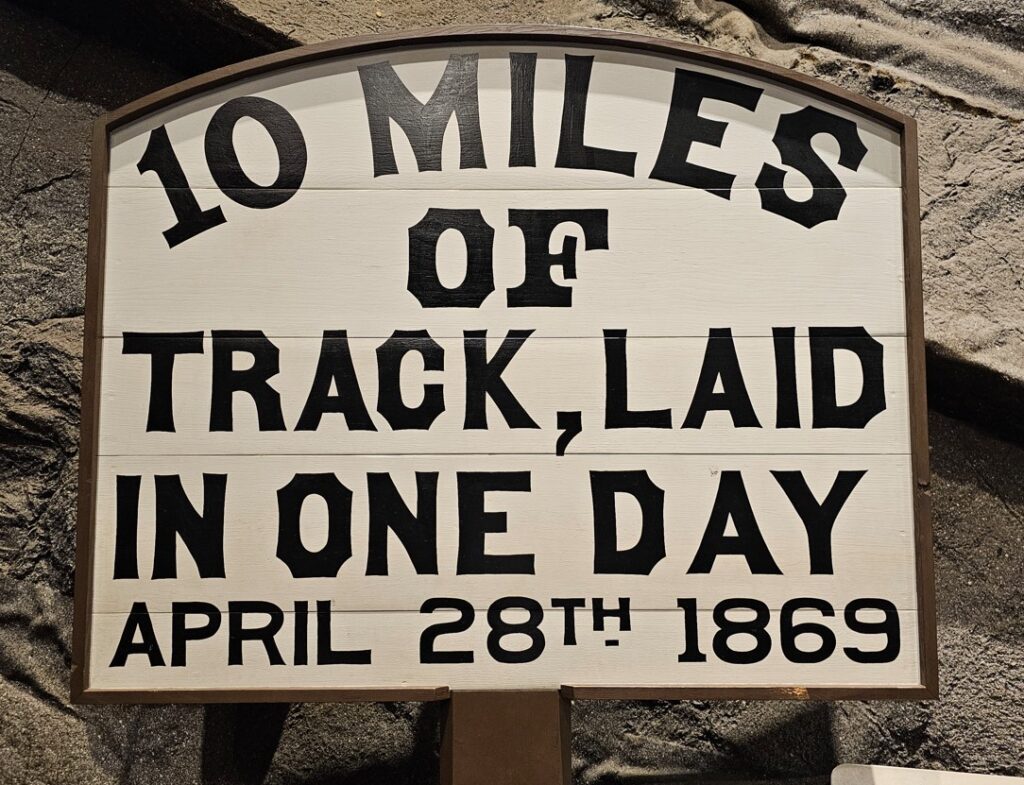 10 MILES
OF
TRACK, LAID
IN ONE DAY
APRIL 28TH 1869